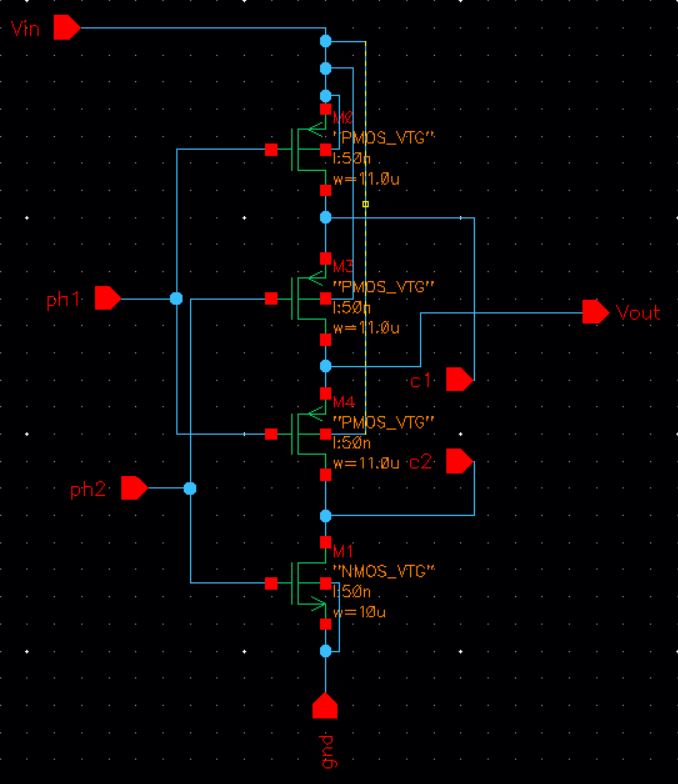 Vin
M0
"PMOS_VTG"
l:50n
w=11.0u
M3
"PMOS_VTG"
l:50n
w=11.0u
ph1
Vout
c1
M4
"PMOS_VTG"
l:50n
w=11.0u
c2
ph2
M1
"NMOS_VTG"
l:50n
w=10u
gnd